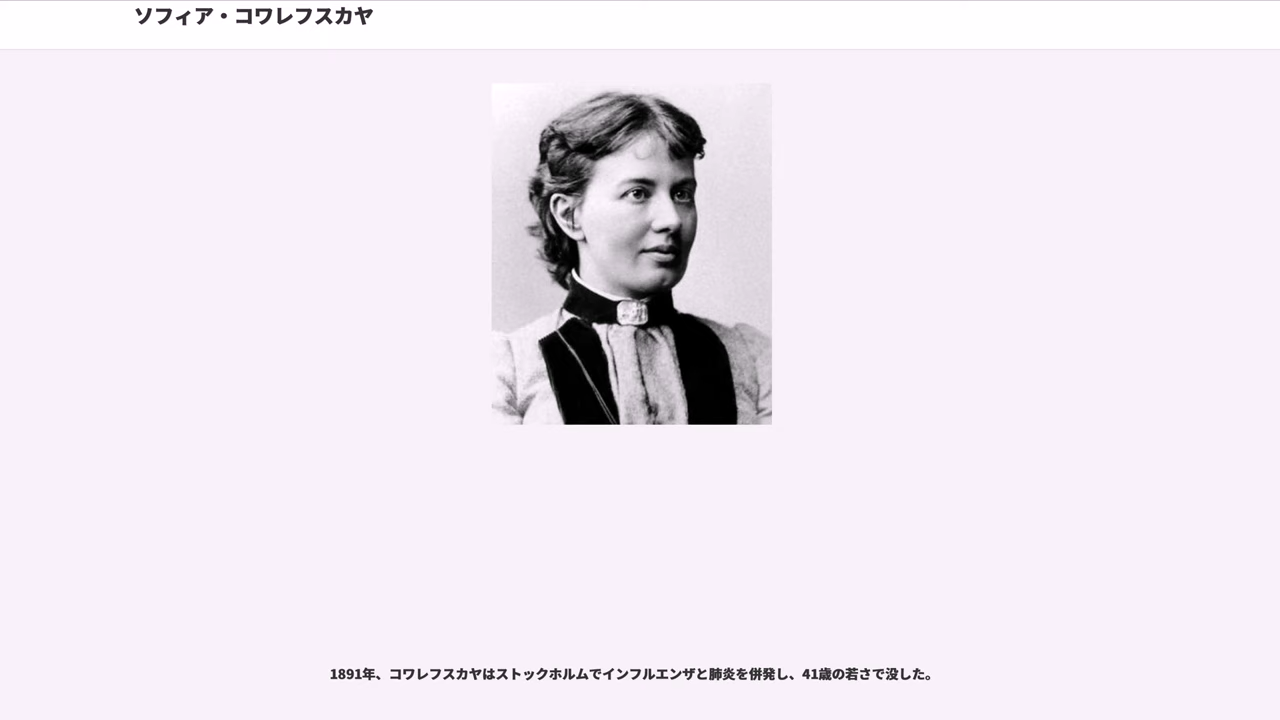 ソフィア・コワレフスカヤ
1891年、コワレフスカヤはストックホルムでインフルエンザと肺炎を併発し、41歳の若さで没した。